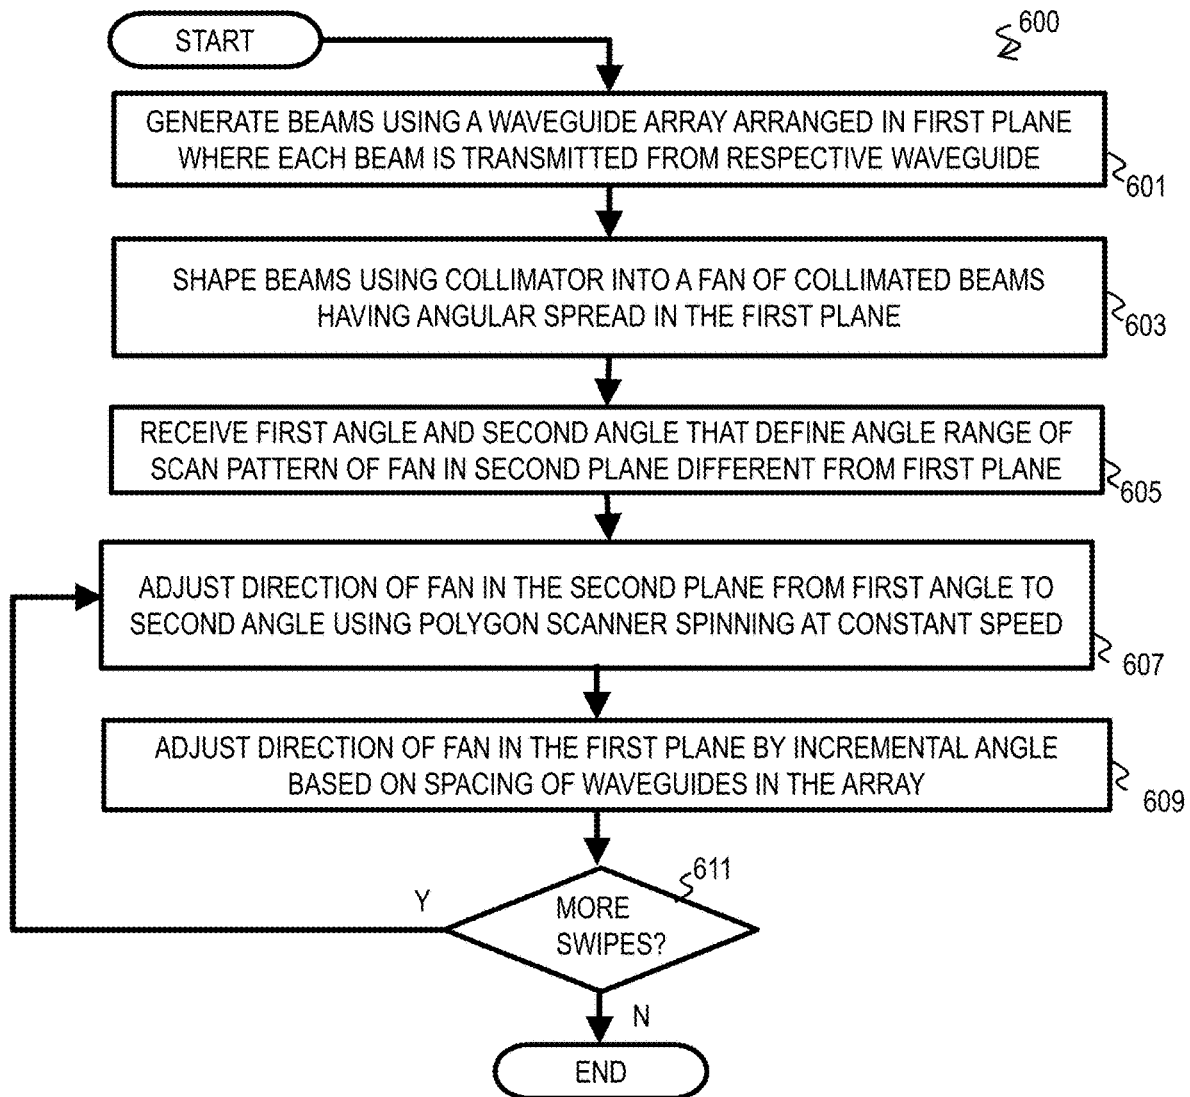 START
600
GENERATE BEAMS USING A WAVEGUIDE ARRAY ARRANGED IN FIRST PLANE
WHERE EACH BEAM IS TRANSMITTED FROM RESPECTIVE WAVEGUIDE
601
SHAPE BEAMS USING COLLIMATOR INTO A FAN OF COLLIMATED BEAMS
HAVING ANGULAR SPREAD IN THE FIRST PLANE
603
RECEIVE FIRST ANGLE AND SECOND ANGLE THAT DEFINE ANGLE RANGE OF
SCAN PATTERN OF FAN IN SECOND PLANE DIFFERENT FROM FIRST PLANE
605
ADJUST DIRECTION OF FAN IN THE SECOND PLANE FROM FIRST ANGLE TO
SECOND ANGLE USING POLYGON SCANNER SPINNING AT CONSTANT SPEED
607
ADJUST DIRECTION OF FAN IN THE FIRST PLANE BY INCREMENTAL ANGLE
BASED ON SPACING OF WAVEGUIDES IN THE ARRAY
609
611
Y
MORE
SWIPES?
N
END